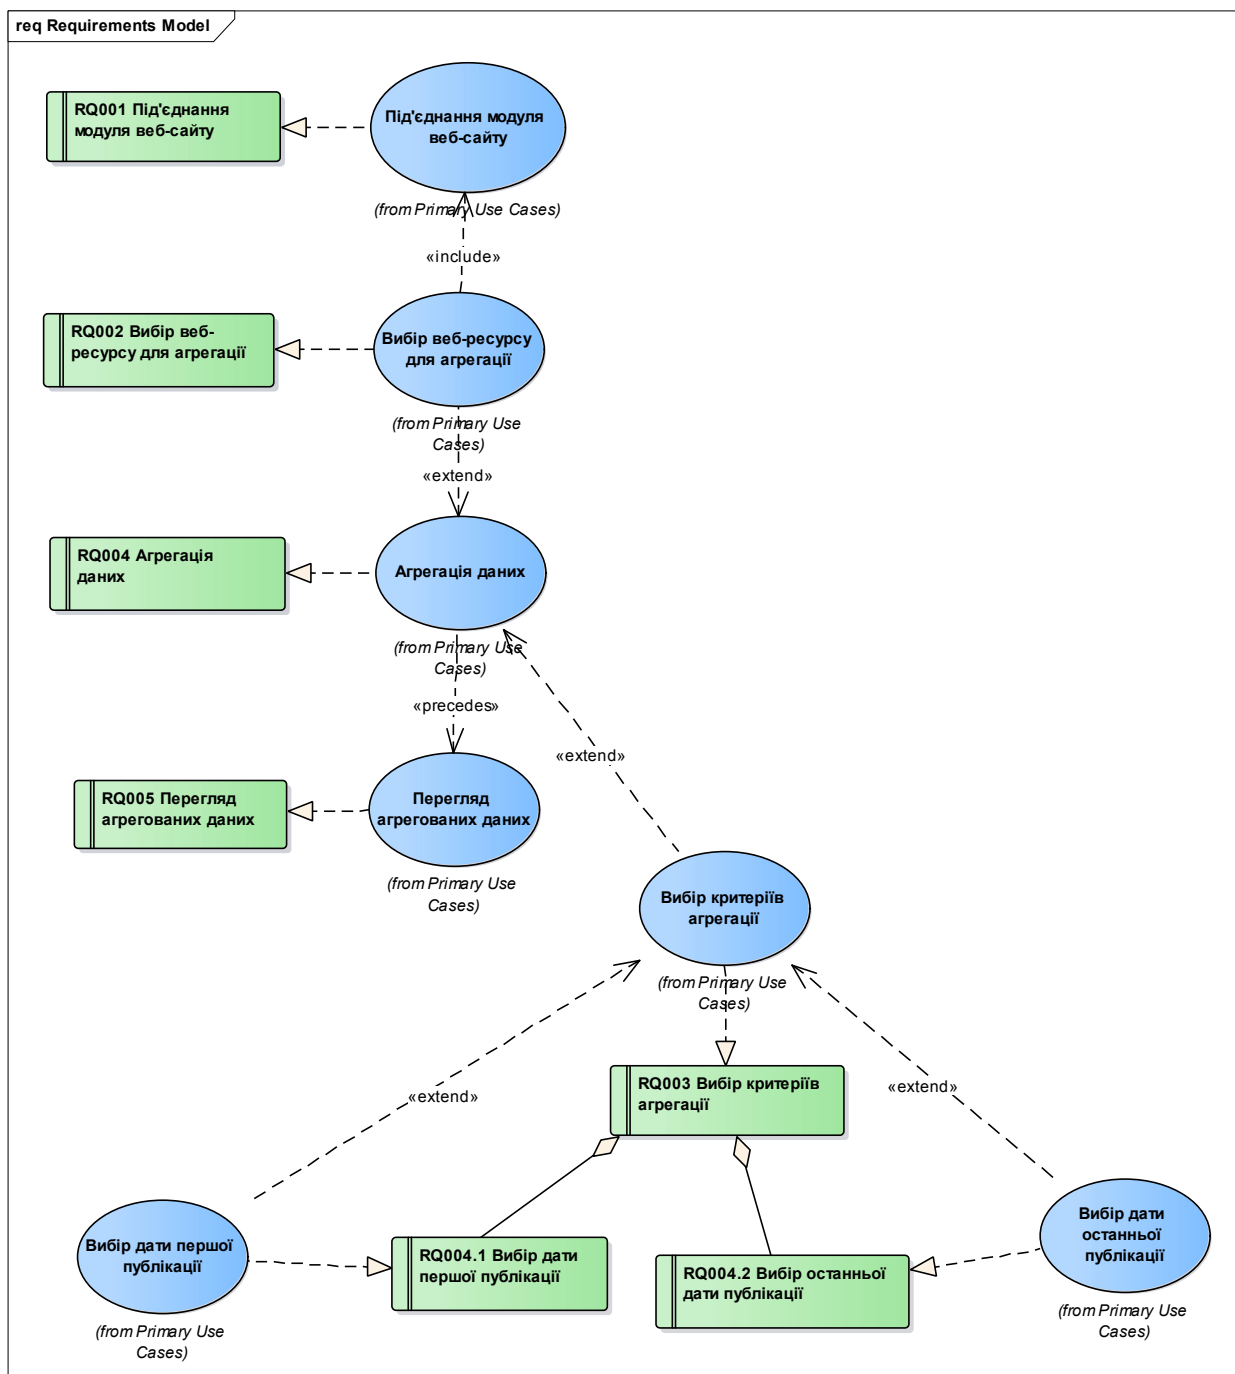 req Requirements Model
RQ001 Під'єднання
модуля веб-сайту
Під'єднання модуля
веб-сайту
(from Primary Use Cases)
«include»
RQ002 Вибір веб-
ресурсу для агрегації
Вибір веб-ресурсу
для агрегації
(from Primary Use
Cases)
«extend»
RQ004 Агрегація
даних
Агрегація даних
(from Primary Use
Cases)
«precedes»
«extend»
RQ005 Перегляд
агрегованих даних
Перегляд
агрегованих даних
(from Primary Use
Cases)
Вибір критеріїв
агрегації
(from Primary Use
Cases)
RQ003 Вибір критеріїв
агрегації
«extend»
«extend»
Вибір дати першої
публікації
(from Primary Use
Cases)
RQ004.1 Вибір дати
першої публікації
RQ004.2 Вибір останньої
дати публікації
Вибір дати
останньої
публікації
(from Primary Use
Cases)